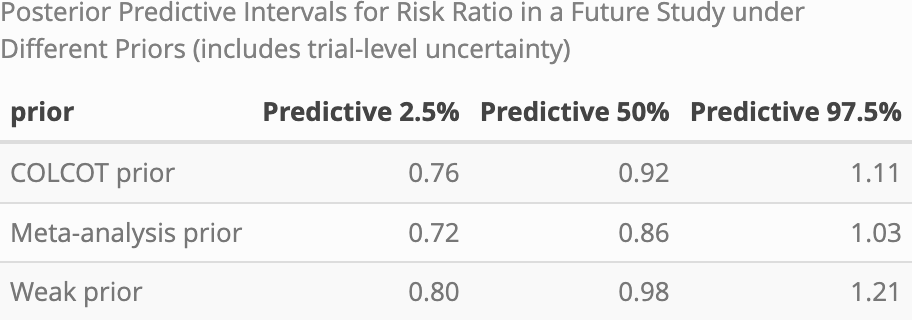 Posterior Predictive Intervals for Risk Ratio in a Future Study under
Different Priors (includes trial-level uncertainty)
prior Predictive 2.5% Predictive 50% Predictive 97.5%
COLCOT prior 0.76 0.92 1.11
Meta-analysis prior 0.72 0.86 1.03
Weak prior 0.80 0.98 1.21